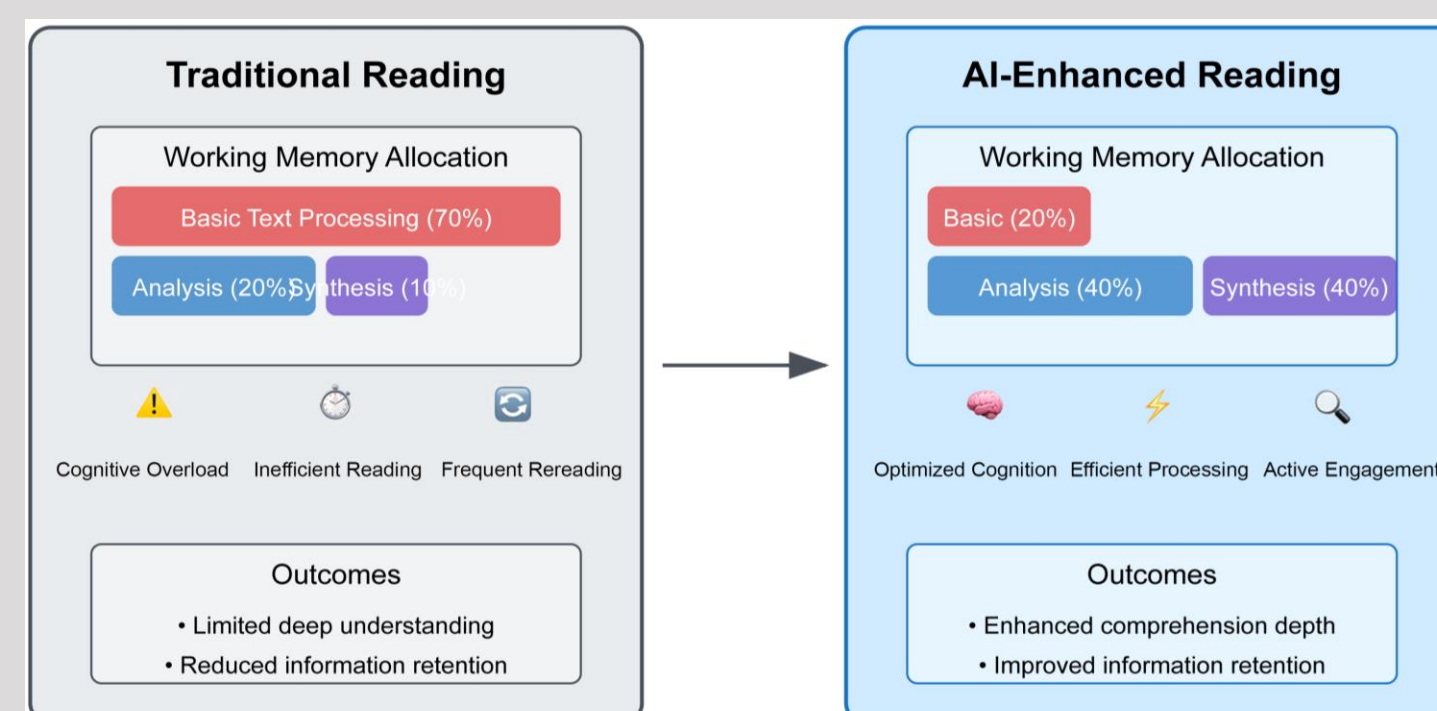 Traditional Reading
Working Memory Allocation
Basic Text Processing (70%)
Analysis (20%)
Synthesis (10%)
Cognitive Overload
Inefficient Reading
Frequent Rereading
Outcomes
• Limited deep understanding
• Reduced information retention
AI-Enhanced Reading
Working Memory Allocation
Basic (20%)
Analysis (40%)
Synthesis (40%)
Optimized Cognition
Efficient Processing
Active Engagement
Outcomes
• Enhanced comprehension depth
• Improved information retention